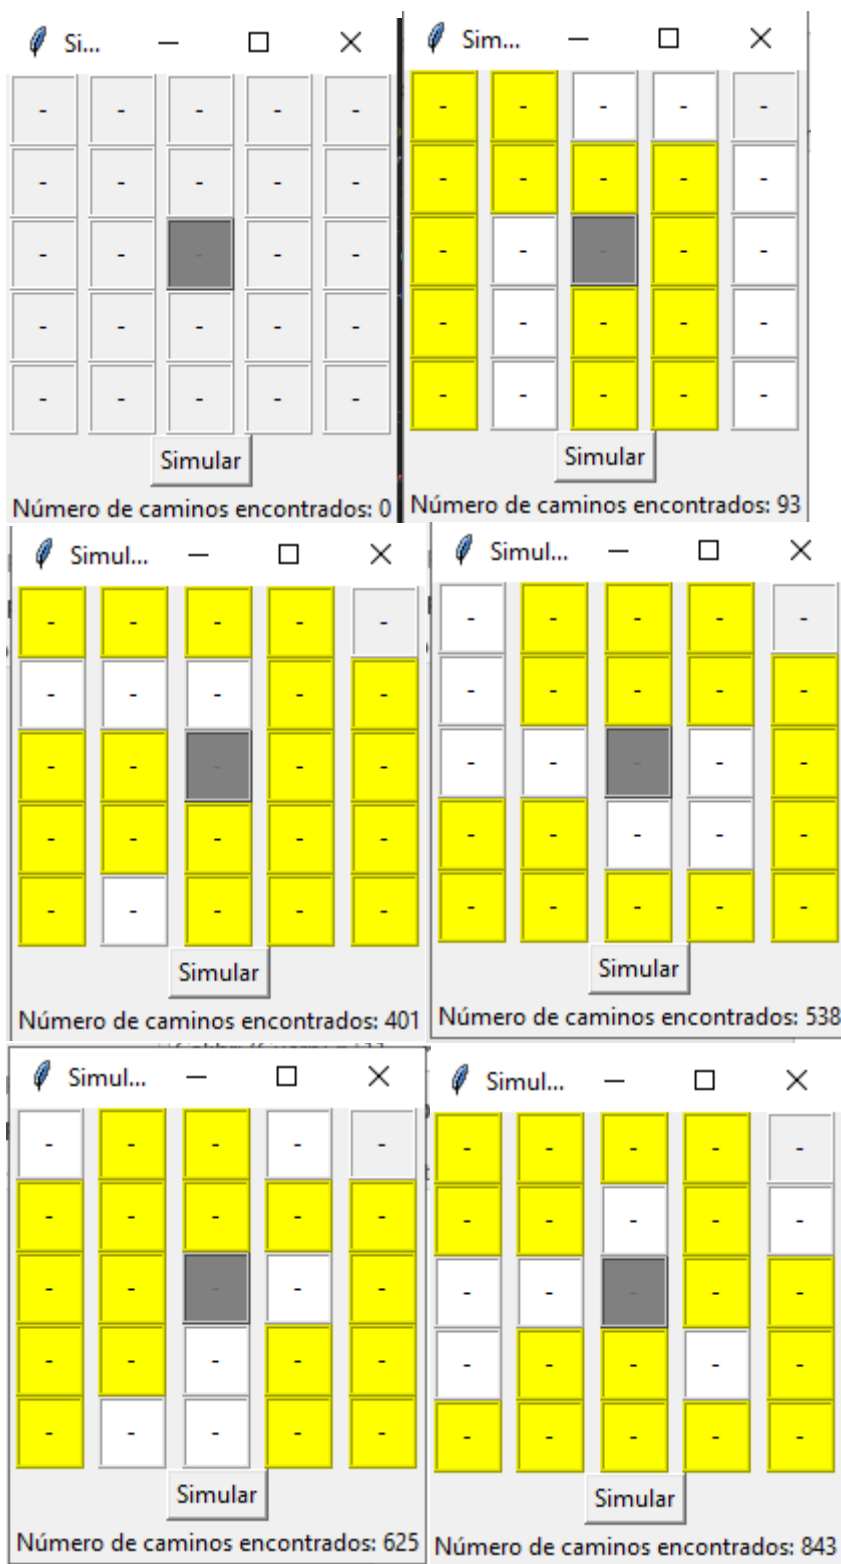 Si...
- - - - -
- - - - -
- - - - -
- - - - -
- - - - -
Simular
Número de caminos encontrados: 0
Sim...
- - - - -
- - - - -
- - - - -
- - - - -
- - - - -
Simular
Número de caminos encontrados: 93
Simul...
- - - - -
- - - - -
- - - - -
- - - - -
- - - - -
Simular
Número de caminos encontrados: 401
Simul...
- - - - -
- - - - -
- - - - -
- - - - -
- - - - -
Simular
Número de caminos encontrados: 538
Simul...
- - - - -
- - - - -
- - - - -
- - - - -
- - - - -
Simular
Número de caminos encontrados: 625
Simul...
- - - - -
- - - - -
- - - - -
- - - - -
- - - - -
Simular
Número de caminos encontrados: 843